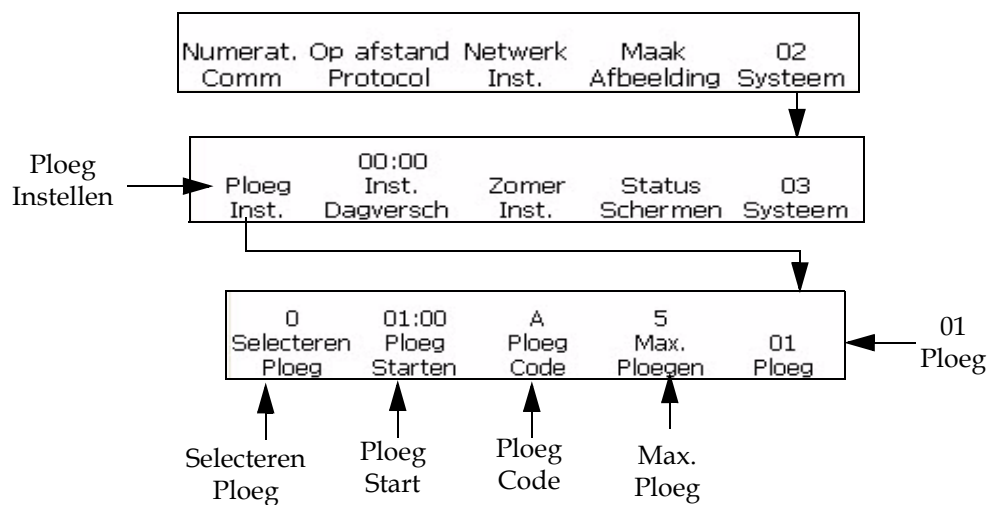 Numerat. Op afstand Netwerk Maak 02
Comm Protocol Inst. Afbeelding Systeem
Ploeg
Instellen
00:00
Ploeg Inst. Zomer Status 03
Inst. Dagversch Inst. Schermen Systeem
0 01:00 A 5
Selecteren Ploeg Ploeg Max. 01
Ploeg Starten Code Ploegen Ploeg
01
Ploeg
Selecteren
Ploeg
Ploeg
Start
Ploeg
Code
Max.
Ploeg